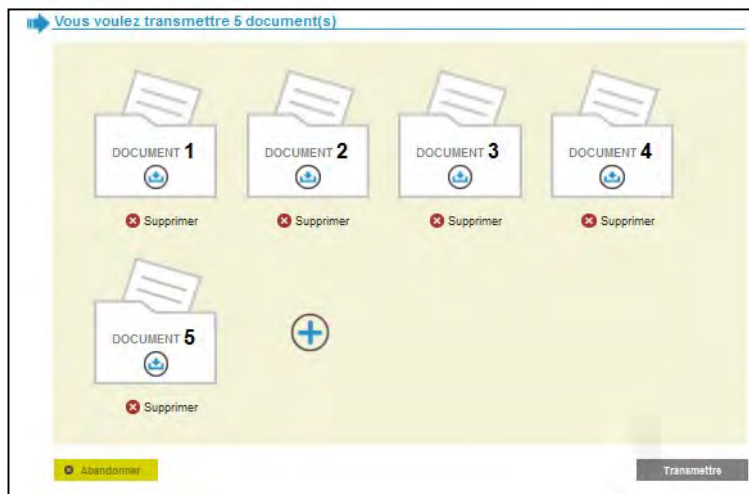 Vous voulez transmettre 5 document(s)
DOCUMENT 1
DOCUMENT 2
DOCUMENT 3
DOCUMENT 4
Supprimer
Supprimer
Supprimer
Supprimer
DOCUMENT 5
Supprimer
Abandonner
Transmettre